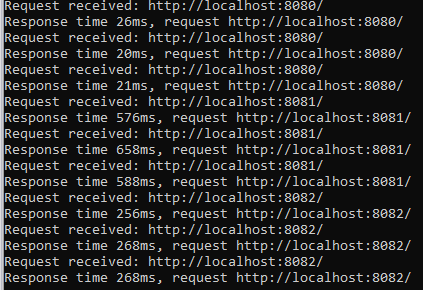 Request received: http://localhost:8080/
Response time 26ms, request http://localhost:8080/
Request received: http://localhost:8080/
Response time 20ms, request http://localhost:8080/
Request received: http://localhost:8080/
Response time 21ms, request http://localhost:8080/
Request received: http://localhost:8081/
Response time 576ms, request http://localhost:8081/
Request received: http://localhost:8081/
Response time 658ms, request http://localhost:8081/
Request received: http://localhost:8081/
Response time 588ms, request http://localhost:8081/
Request received: http://localhost:8082/
Response time 256ms, request http://localhost:8082/
Request received: http://localhost:8082/
Response time 268ms, request http://localhost:8082/
Request received: http://localhost:8082/
Response time 268ms, request http://localhost:8082/